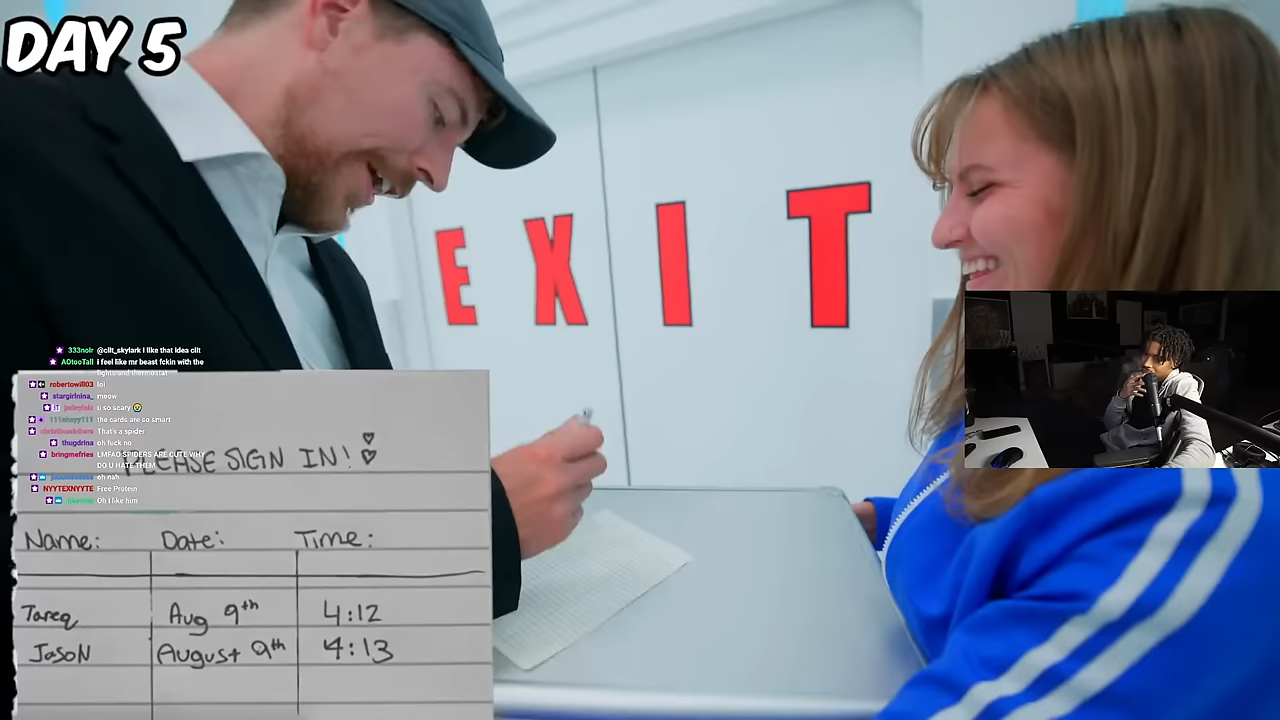 DAY 5
EXIT
333noir @clit_skylark I like that idea clit
AOtooTall i feel like mr beast fckin with the
lights and thermostat
robertowill03 lol
stargirlnina_ meow
u so scary
the cards are so smart
That's a spider
thugdrina oh fuck no
bringmefries LMFAO SPIDERS ARE CUTE WHY
DO U HATE THEM
oh nah
NYYTEXNYYTE Free Protein
Oh I like him
PLEASE SIGN IN!
Name: Date: Time:
Tareq Aug 9th 4:12
JasoN August 9th 4:13